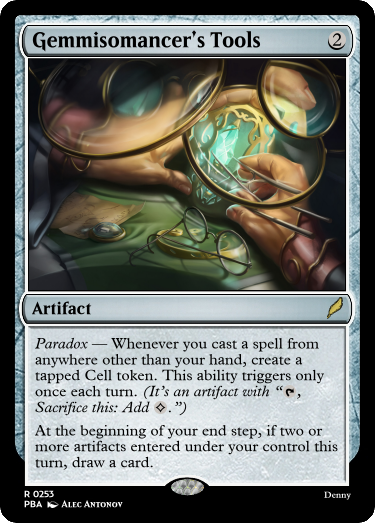 Gemmisomancer's Tools 2
Artifact
Paradox — Whenever you cast a spell from
anywhere other than your hand, create a
tapped Cell token. This ability triggers only
once each turn. (It's an artifact with “, 
Sacrifice this: Add .”)
At the beginning of your end step, if two or
more artifacts entered under your control this
turn, draw a card.
R 0253 Denny
PBA Alec Antonov